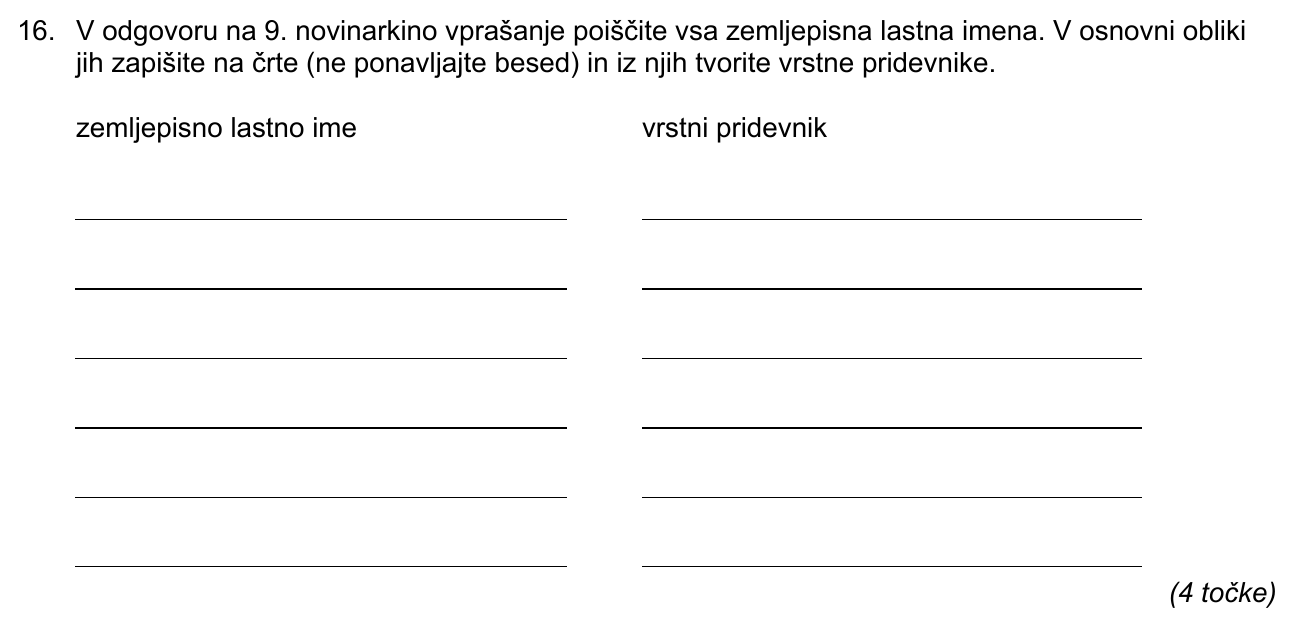 16. V odgovoru na 9. novinarkino vprašanje poiščite vsa zemljepisna lastna imena. V osnovni obliki
jih zapišite na črte (ne ponavljajte besed) in iz njih tvorite vrstne pridevnike.
zemljepisno lastno ime vrstni pridevnik
(4 točke)